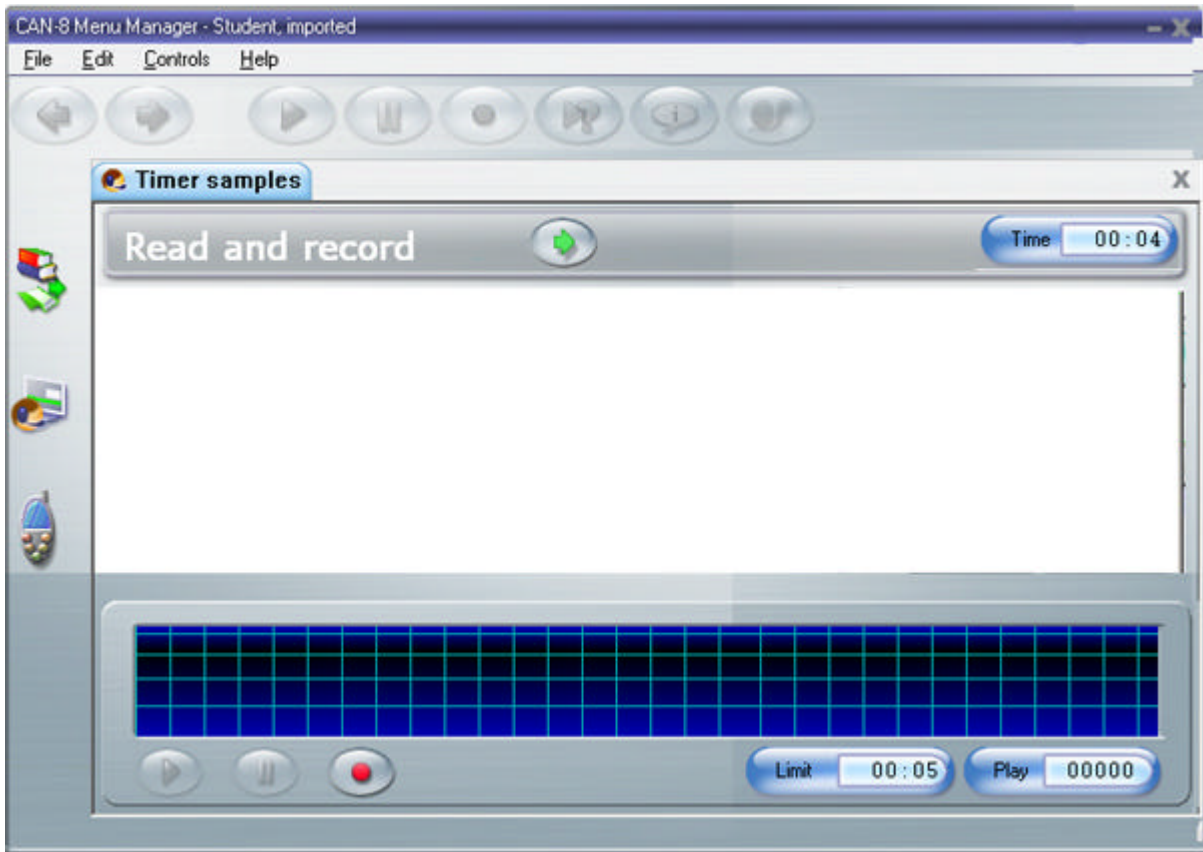 CAN-8 Menu Manager - Student, imported
File Edit Controls Help
Timer samples
Read and record
Time 00:04
Limit 00:05 Play 00000